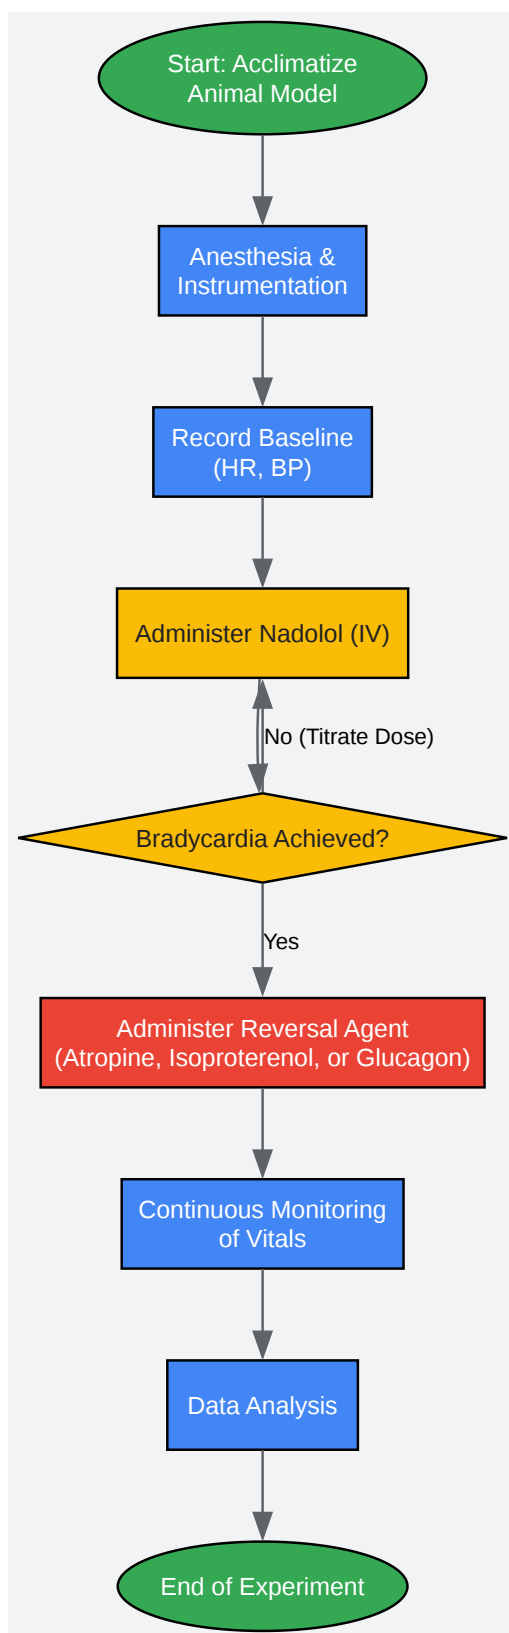 Start: Acclimatize
Animal Model
Anesthesia &
Instrumentation
Record Baseline
(HR, BP)
Administer Nadolol (IV)
No (Titrate Dose)
Bradycardia Achieved?
Yes
Administer Reversal Agent
(Atropine, Isoproterenol, or Glucagon)
Continuous Monitoring
of Vitals
Data Analysis
End of Experiment